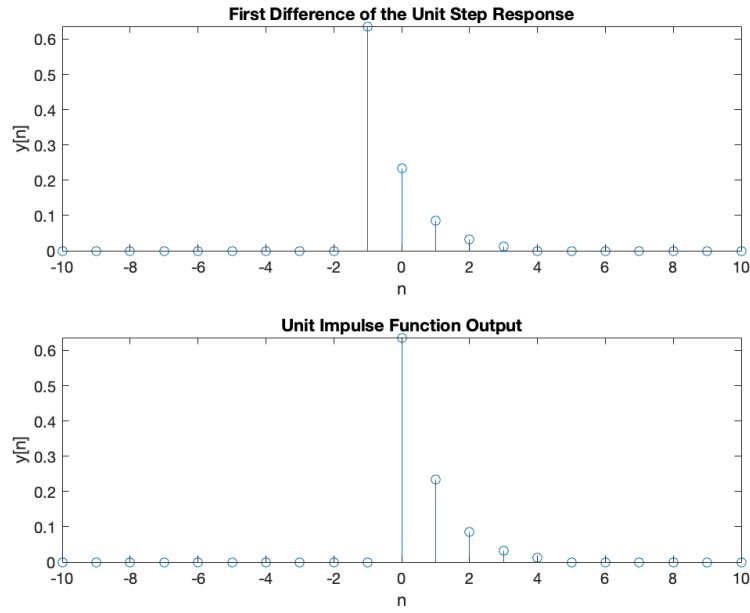 First Difference of the Unit Step Response
0.6
0.5
0.4
0.3
0.2
0.1
0
y[n]
-10 -8 -6 -4 -2 0 2 4 6 8 10
n
Unit Impulse Function Output
0.6
0.5
0.4
0.3
0.2
0.1
0
y[n]
-10 -8 -6 -4 -2 0 2 4 6 8 10
n